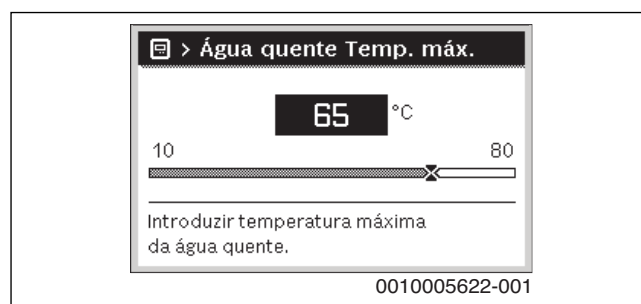 > Água quente Temp. máx.
65 °C
10 80
Introduzir temperatura máxima
da água quente.
0010005622-001